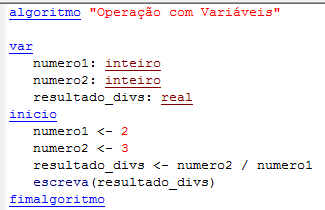 algoritmo "Operação com Variáveis"
var
numero1: inteiro
numero2: inteiro
resultado_divs: real
inicio
numero1 <- 2
numero2 <- 3
resultado_divs <- numero2 / numero1
escreva(resultado_divs)
fimalgoritmo